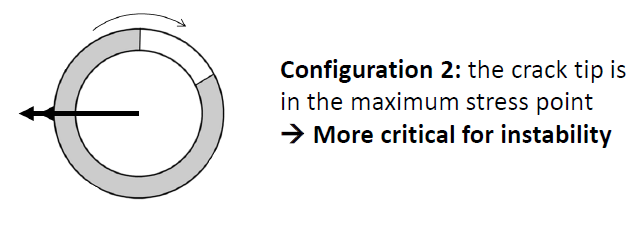 Configuration 2: the crack tip is
in the maximum stress point
→ More critical for instability